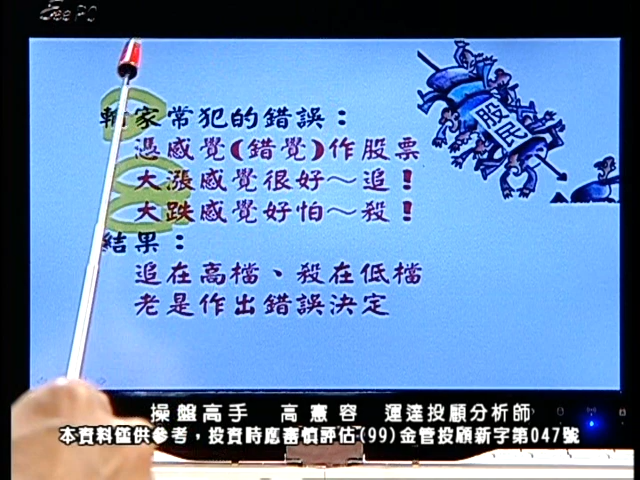 EeePC
輸家常犯的錯誤：
憑感覺(錯覺)作股票
大漲感覺很好～追！
大跌感覺好怕～殺！
結果：
追在高檔、殺在低檔
老是作出錯誤決定
股民
操盤高手 高憲容 運達投顧分析師
本資料僅供參考，投資時應審慎評估(99)金管投顧新字第047號